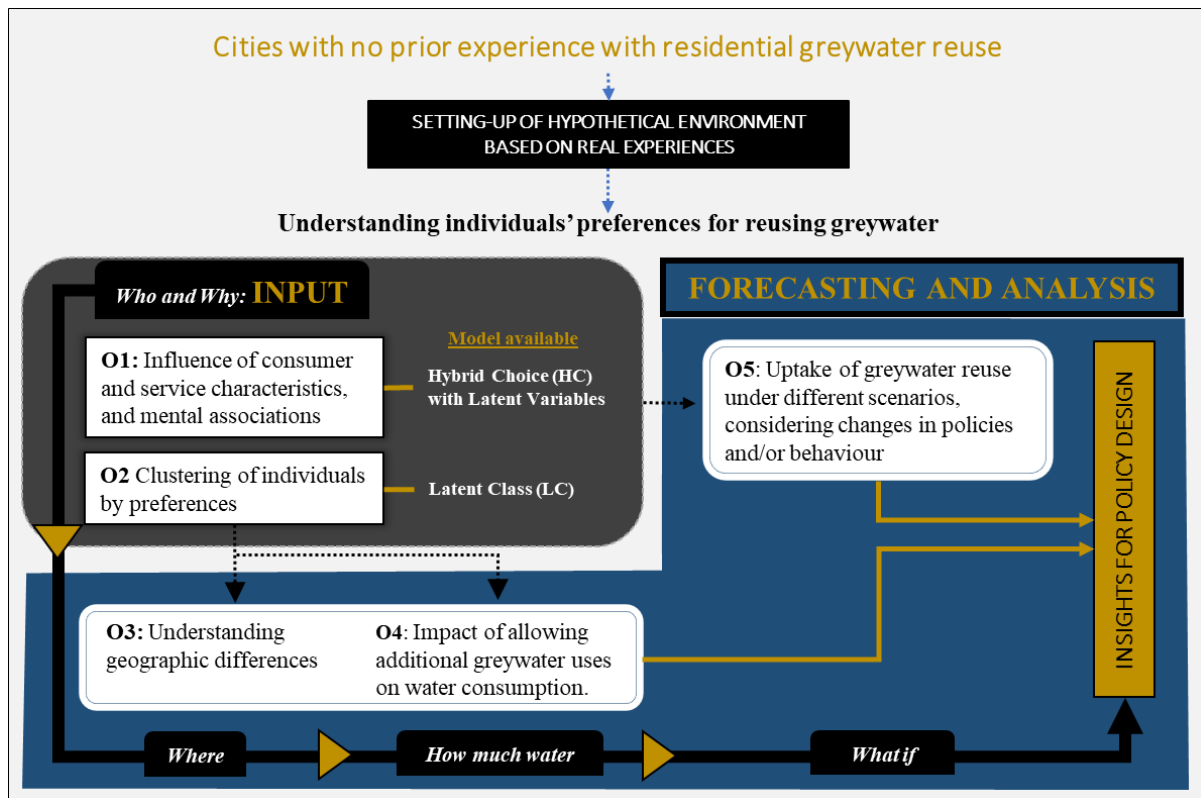 Cities with no prior experience with residential greywater reuse
SETTING-UP OF HYPOTHETICAL ENVIRONMENT
BASED ON REAL EXPERIENCES
Understanding individuals' preferences for reusing greywater
Who and Why: INPUT
Model available
O1: Influence of consumer
and service characteristics,
and mental associations
Hybrid Choice (HC)
with Latent Variables
O2 Clustering of individuals
by preferences
Latent Class (LC)
FORECASTING AND ANALYSIS
O5: Uptake of greywater reuse
under different scenarios,
considering changes in policies
and/or behaviour
INSIGHTS FOR POLICY DESIGN
O3: Understanding
geographic differences
O4: Impact of allowing
additional greywater uses
on water consumption.
Where
How much water
What if